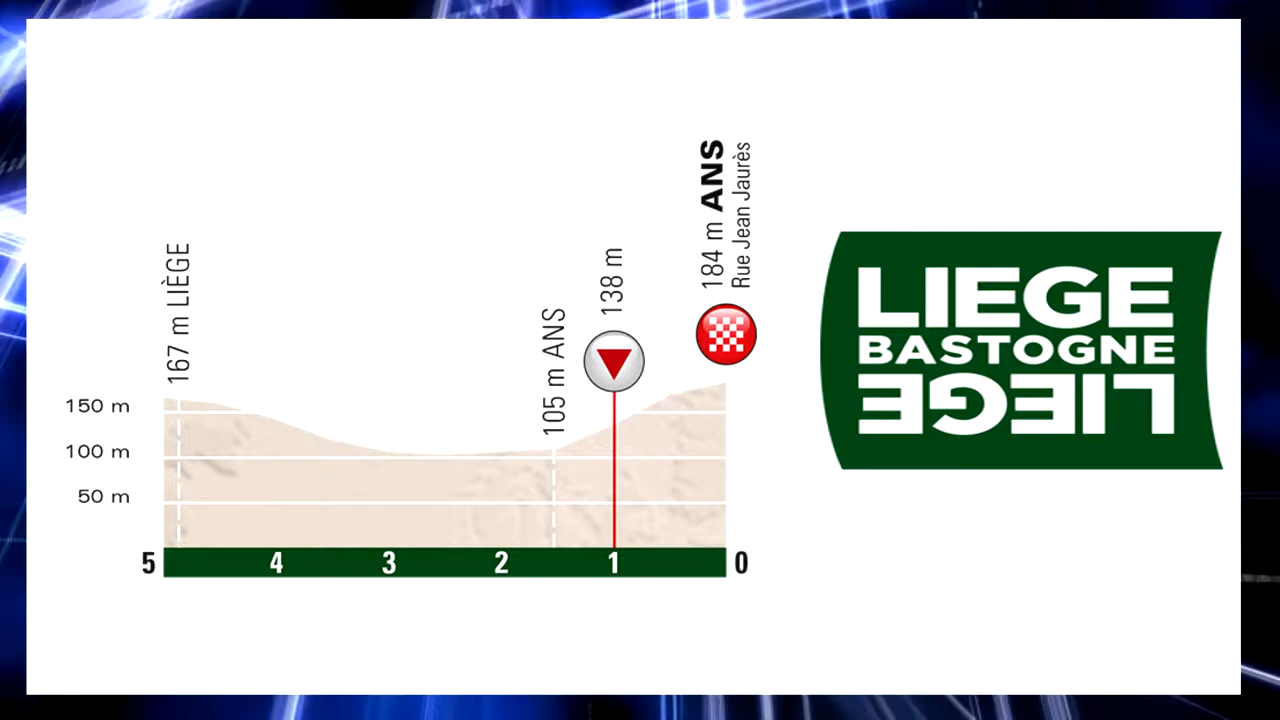 167 m LIÈGE
105 m ANS
138 m
184 m ANS
Rue Jean Jaurès
150 m
100 m
50 m
5 4 3 2 1 0
LIEGE
BASTOGNE
LIEGE